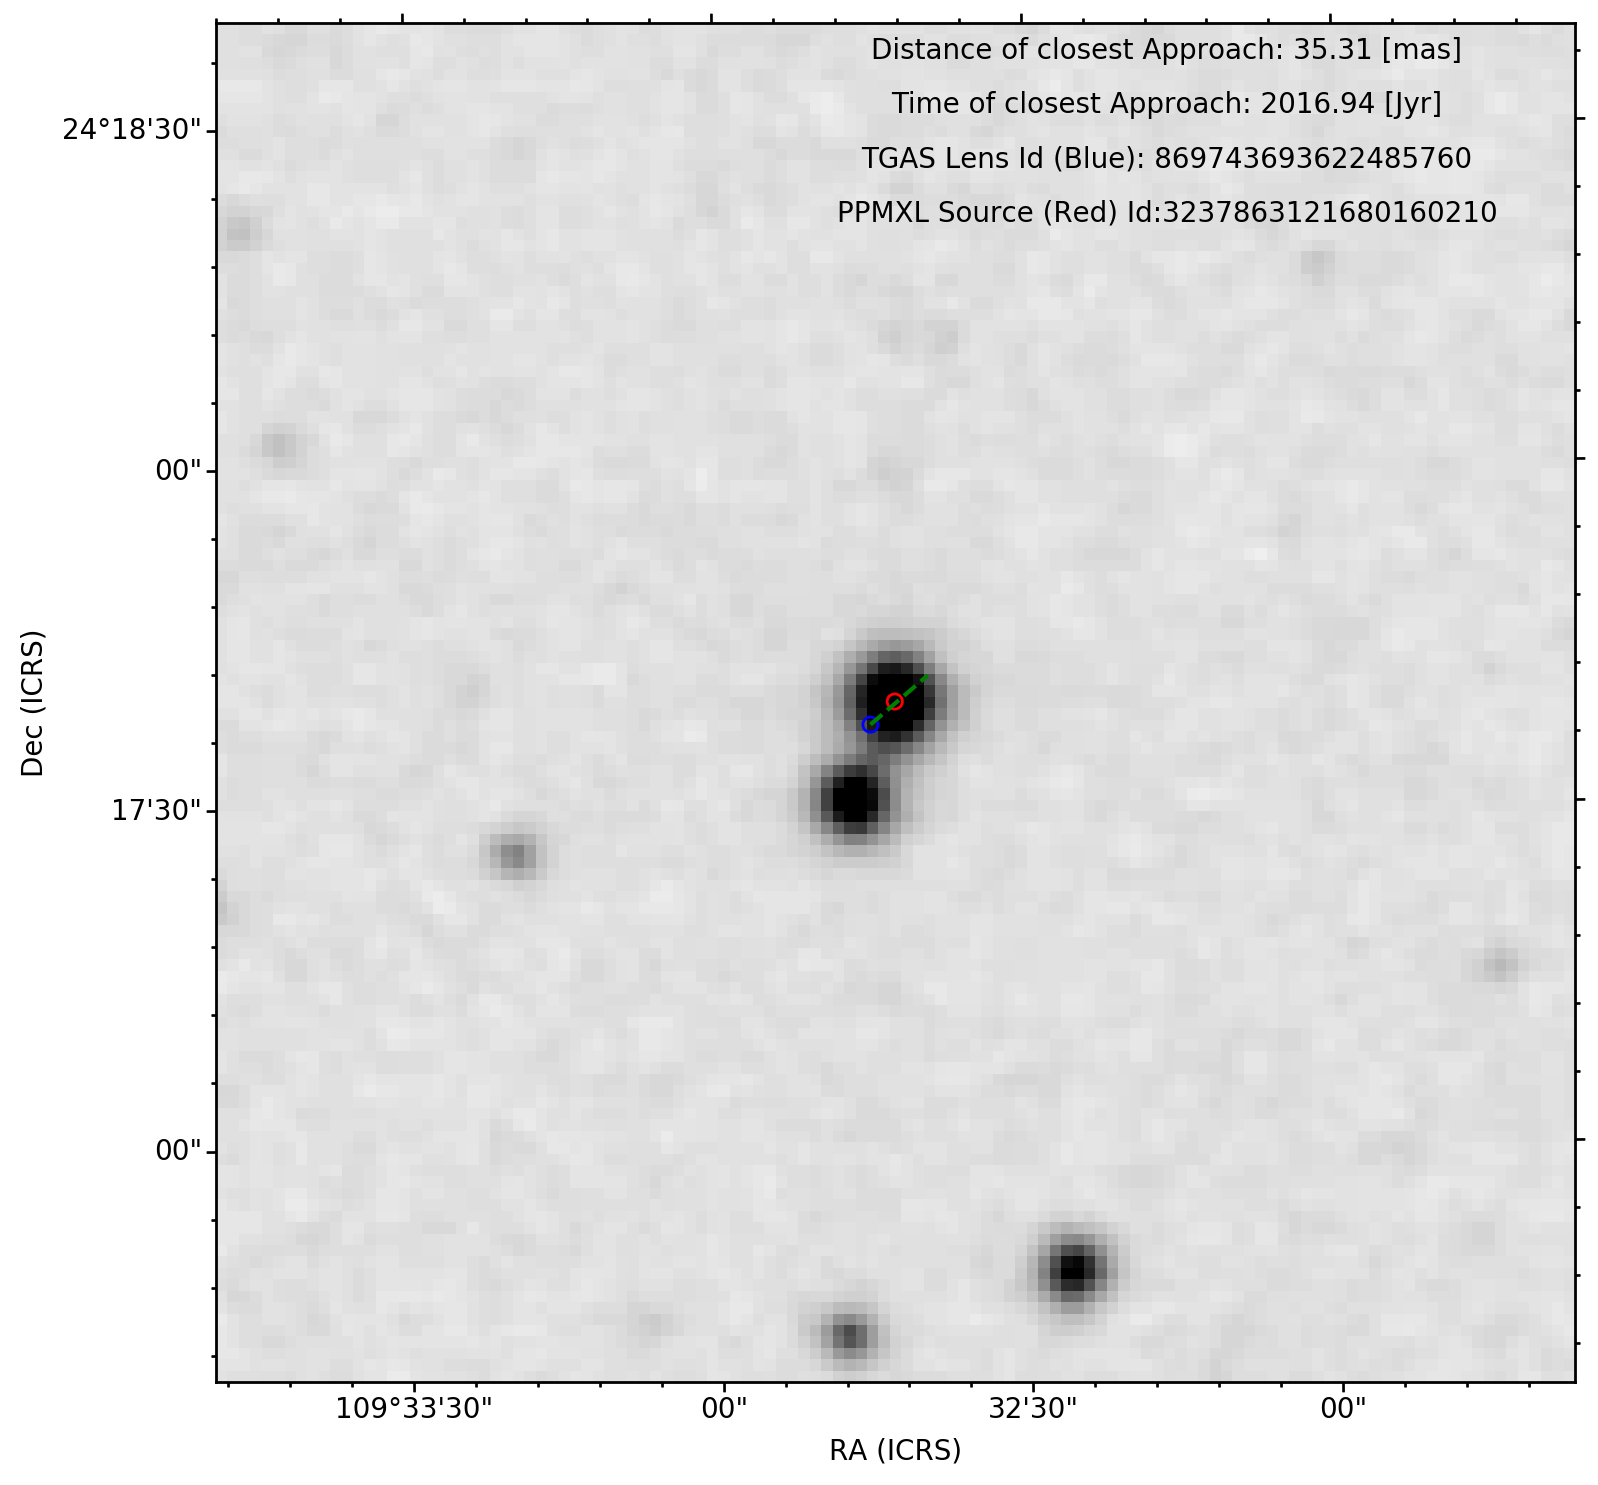 Distance of closest Approach: 35.31 [mas]
Time of closest Approach: 2016.94 [Jyr]
TGAS Lens Id (Blue): 869743693622485760
PPMXL Source (Red) Id:3237863121680160210
24°18'30"
00"
17'30"
00"
Dec (ICRS)
109°33'30"
00"
32'30"
00"
RA (ICRS)